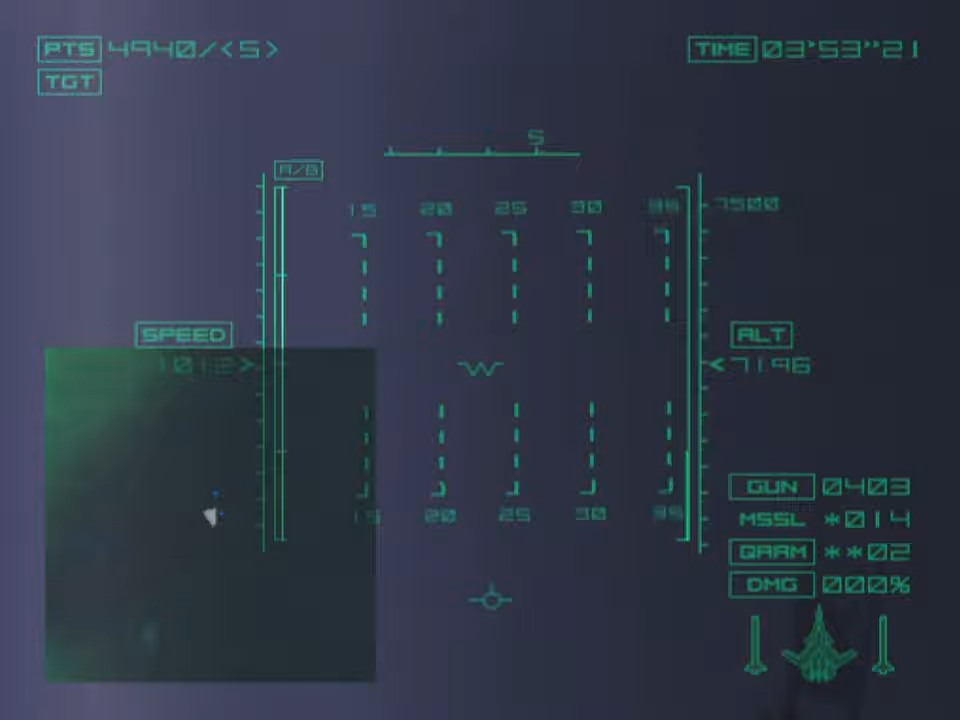 PTS 4940/<S>
TIME 03'53"21
TGT
S
A/B
15 20 25 30 35
7500
SPEED
1012>
ALT
<7196
GUN 0403
15 20 25 30 35
MSSL *014
QAAM **02
DMG 000%